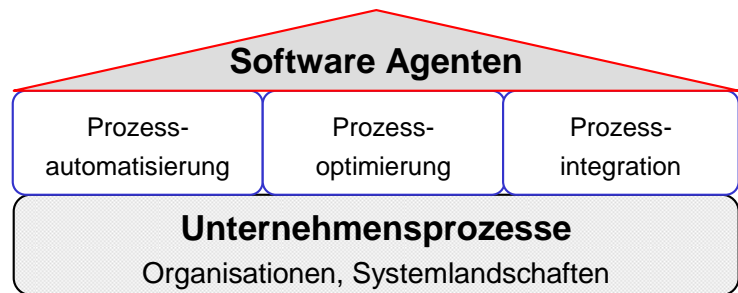 Software Agenten
Prozess-
automatisierung
Prozess-
optimierung
Prozess-
integration
Unternehmensprozesse
Organisationen, Systemlandschaften